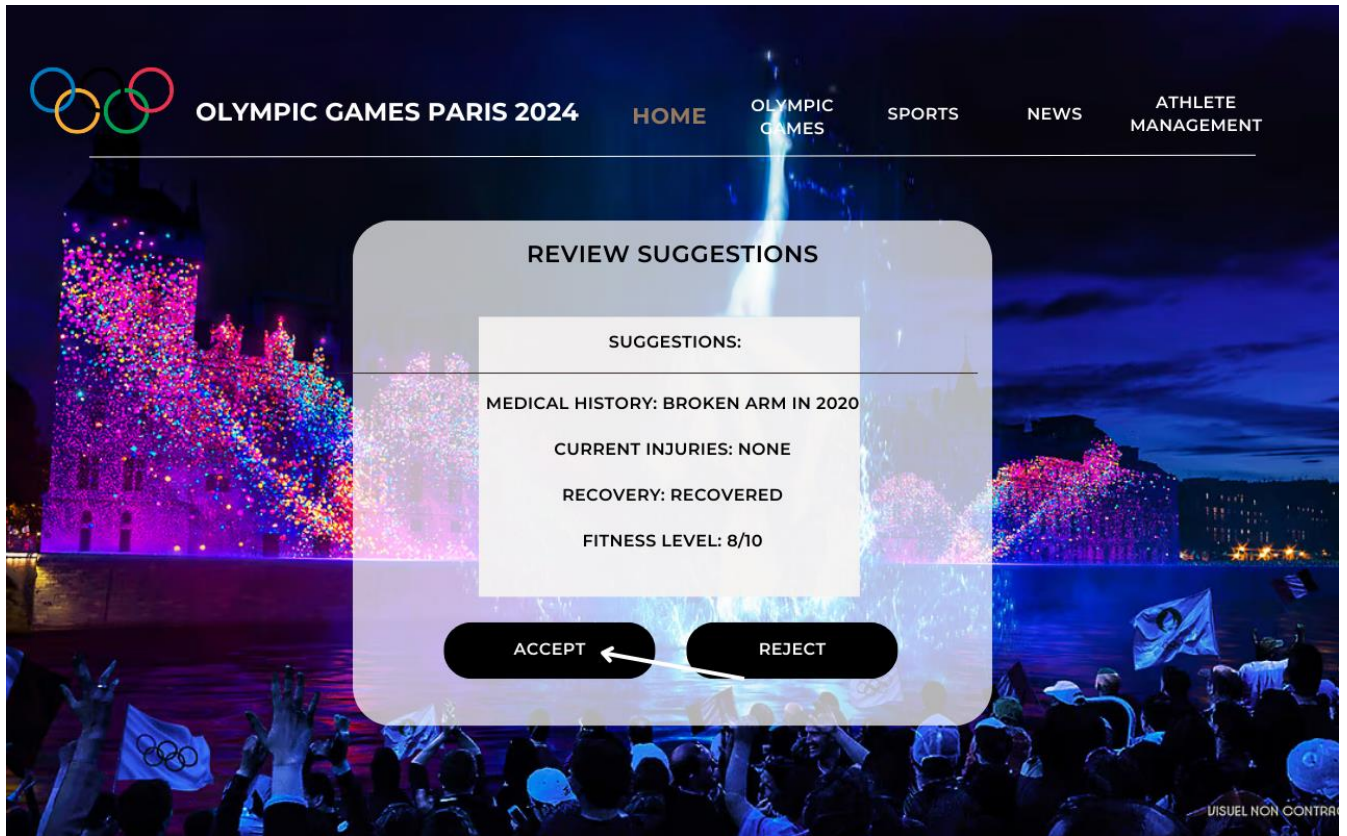 OLYMPIC GAMES PARIS 2024
HOME
OLYMPIC
GAMES
SPORTS
NEWS
ATHLETE
MANAGEMENT
REVIEW SUGGESTIONS
SUGGESTIONS:
MEDICAL HISTORY: BROKEN ARM IN 2020
CURRENT INJURIES: NONE
RECOVERY: RECOVERED
FITNESS LEVEL: 8/10
ACCEPT
REJECT
VISUEL NON